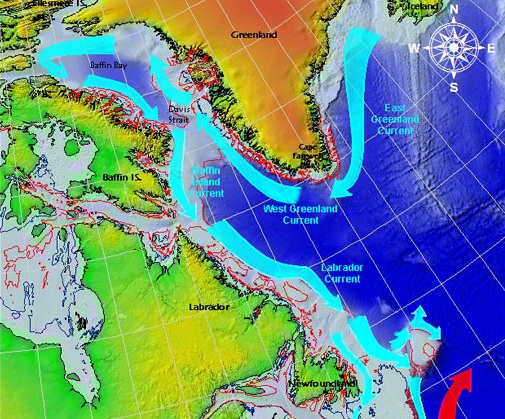 Ellesmere IS.
Iceland
N
W
E
S
Greenland
Baffin Bay
Davis
Strait
East
Greenland
Current
Cape
Baffin IS.
Baffin
Island
Current
West Greenland
Current
Labrador
Current
Labrador
Newfoundland